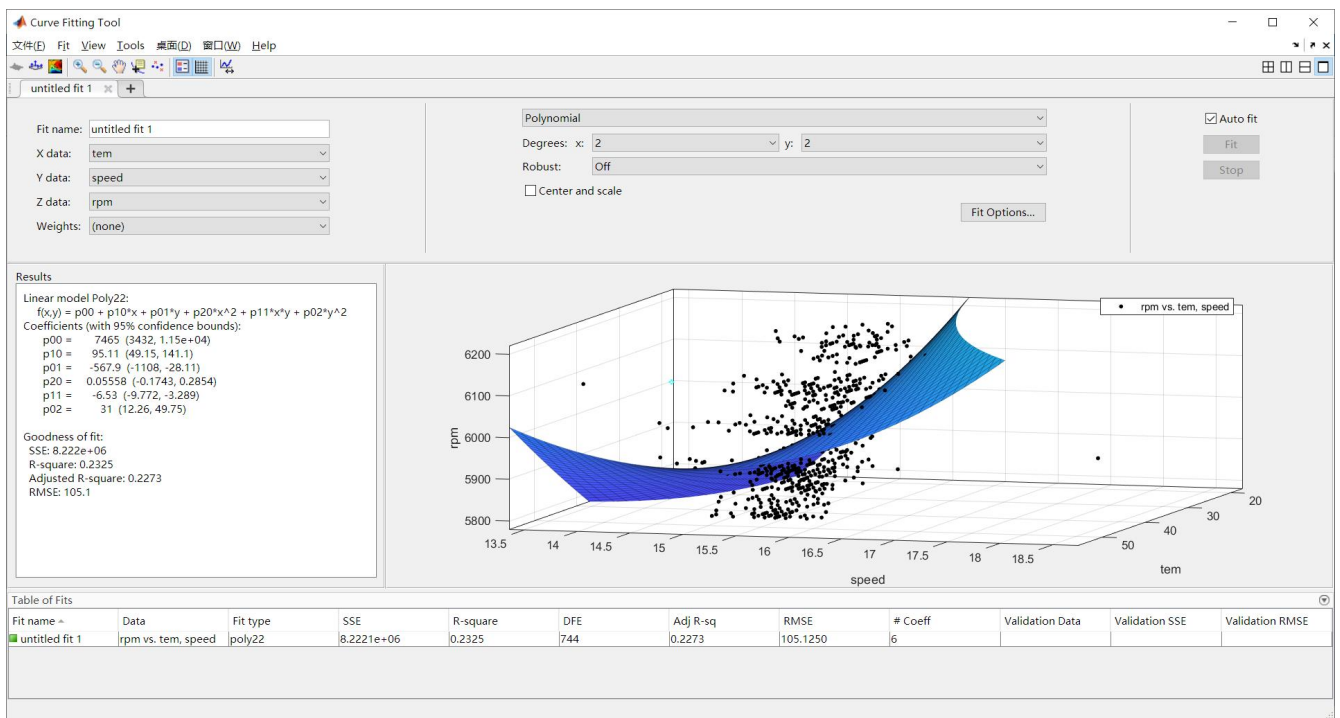 Curve Fitting Tool
文件(F) Fit View Tools 桌面(D) 窗口(W) Help
untitled fit 1
Fit name: untitled fit 1
X data: tem
Y data: speed
Z data: rpm
Weights: (none)
Polynomial
Degrees: x: 2 y: 2
Robust: Off
Center and scale
Fit Options...
Auto fit
Fit
Stop
Results
Linear model Poly22:
f(x,y) = p00 + p10*x + p01*y + p20*x^2 + p11*x*y + p02*y^2
Coefficients (with 95% confidence bounds):
p00 = 7465 (3432, 1.15e+04)
p10 = 95.11 (49.15, 141.1)
p01 = -567.9 (-1108, -28.11)
p20 = 0.05558 (-0.1743, 0.2854)
p11 = -6.53 (-9.772, -3.289)
p02 = 31 (12.26, 49.75)
Goodness of fit:
SSE: 8.222e+06
R-square: 0.2325
Adjusted R-square: 0.2273
RMSE: 105.1
rpm vs. tem, speed
6200
6100
6000
5900
5800
rpm
13.5 14 14.5 15 15.5 16 16.5 17 17.5 18 18.5
speed
50 40 30 20
tem
Table of Fits
Fit name Data Fit type SSE R-square DFE Adj R-sq RMSE # Coeff Validation Data Validation SSE Validation RMSE
untitled fit 1 rpm vs. tem, speed poly22 8.2221e+06 0.2325 744 0.2273 105.1250 6